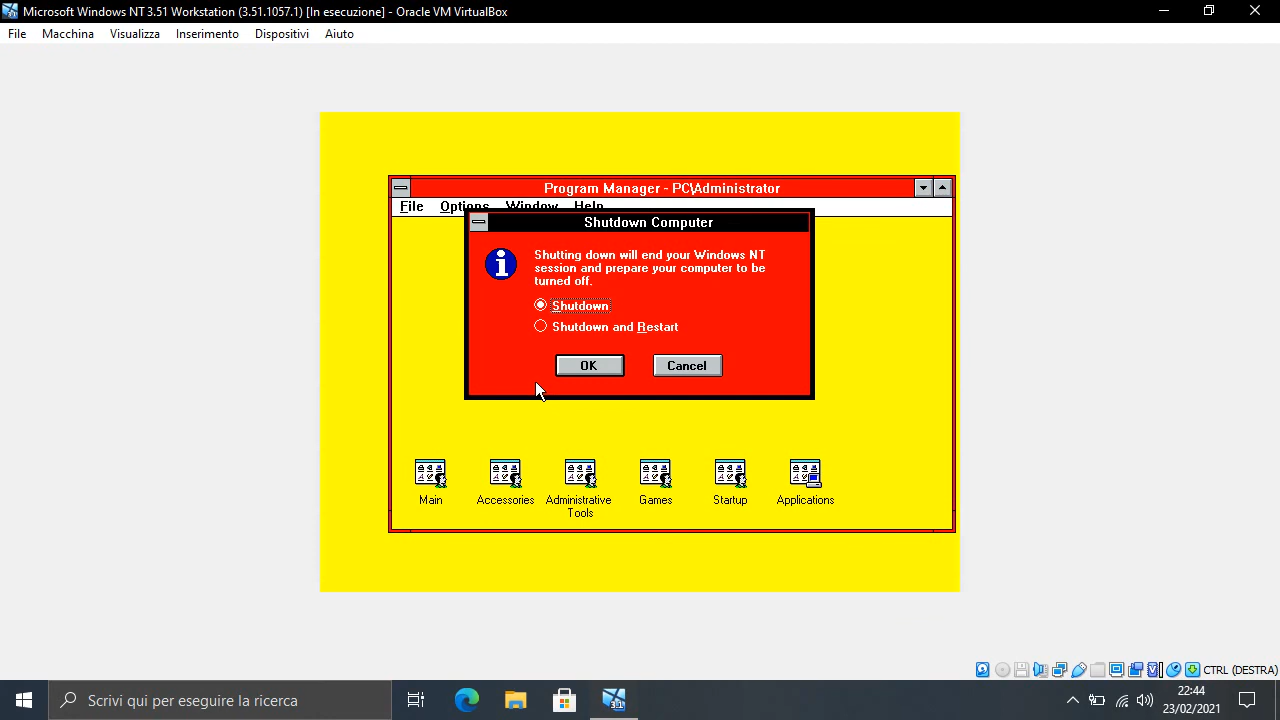 Microsoft Windows NT 3.51 Workstation (3.51.1057.1) [In esecuzione] - Oracle VM VirtualBox
File Macchina Visualizza Inserimento Dispositivi Aiuto
Program Manager - PC\Administrator
File Options Window Help
Shutdown Computer
Shutting down will end your Windows NT
session and prepare your computer to be
turned off.
Shutdown
Shutdown and Restart
OK Cancel
Main Accessories Administrative Tools Games Startup Applications
CTRL (DESTRA)
Scrivi qui per eseguire la ricerca
22:44
23/02/2021